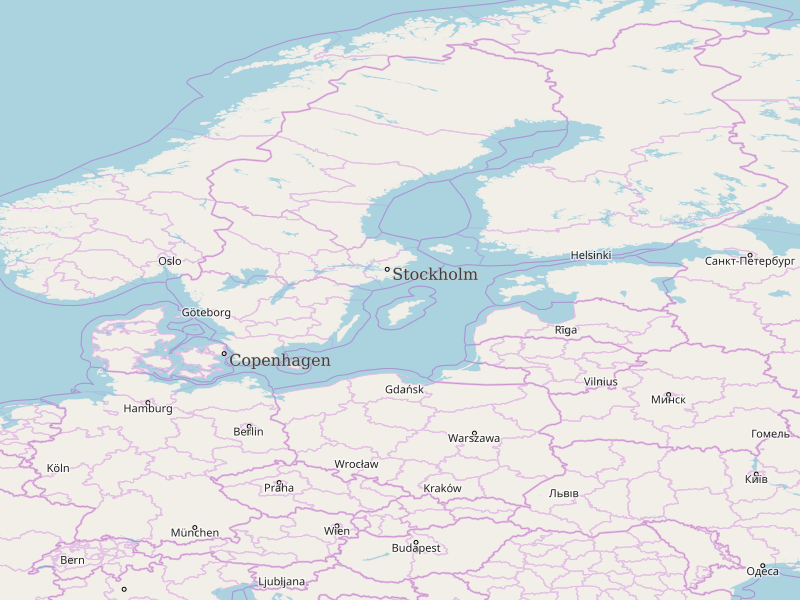 Helsinki
Санкт-Петербург
Oslo
Stockholm
Göteborg
Rīga
Copenhagen
Vilnius
Gdańsk
Минск
Hamburg
Berlin
Warszawa
Гомель
Köln
Wrocław
Praha
Kraków
Львів
Київ
München
Wien
Budapest
Bern
Одеса
Ljubljana